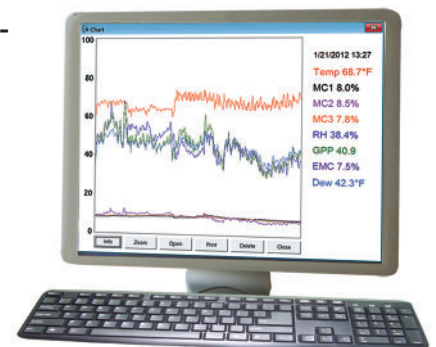 Chart
100
80
60
40
20
0
1/21/2012 13:27
Temp 68.7°F
MC1 8.0%
MC2 8.5%
MC3 7.8%
RH 38.4%
GPP 40.9
EMC 7.5%
Dew 42.3°F
Info Zoom Open Print Delete Close